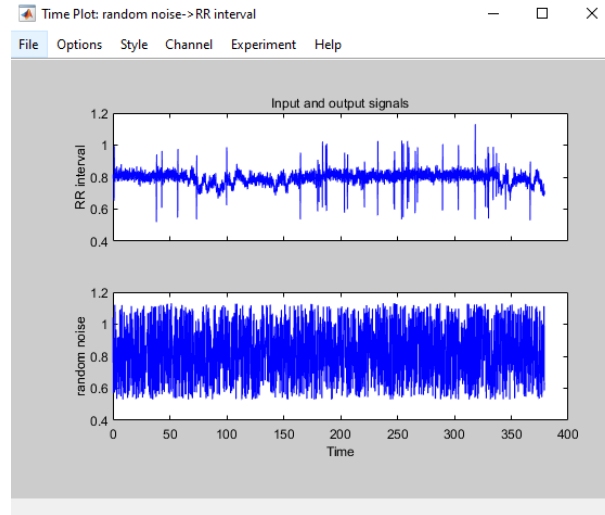 Time Plot: random noise->RR interval
File Options Style Channel Experiment Help
Input and output signals
1.2
1
0.8
0.6
0.4
RR interval
1.2
1
0.8
0.6
0.4
random noise
0 50 100 150 200 250 300 350 400
Time